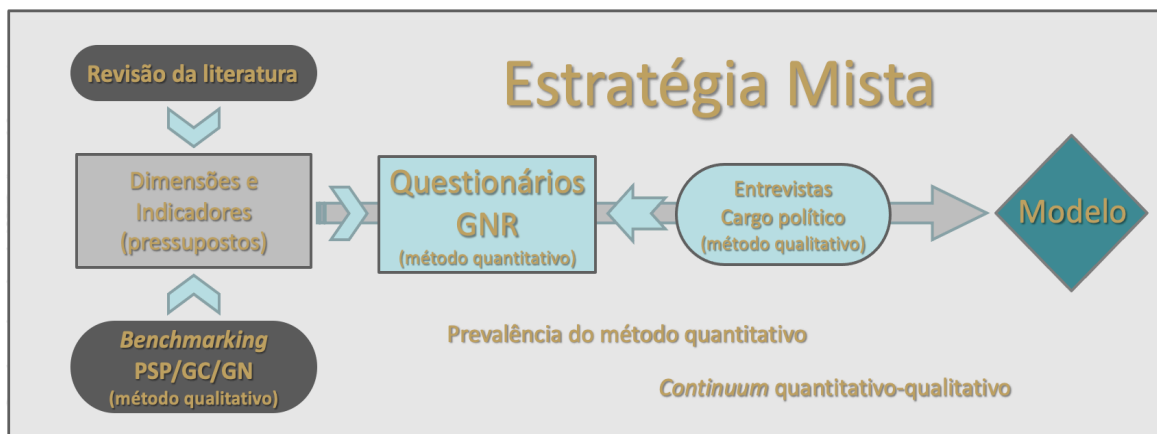 Estratégia Mista
Revisão da literatura
Dimensões e
Indicadores
(pressupostos)
Benchmarking
PSP/GC/GN
(método qualitativo)
Questionários
GNR
(método quantitativo)
Entrevistas
Cargo político
(método qualitativo)
Modelo
Prevalência do método quantitativo
Continuum quantitativo-qualitativo